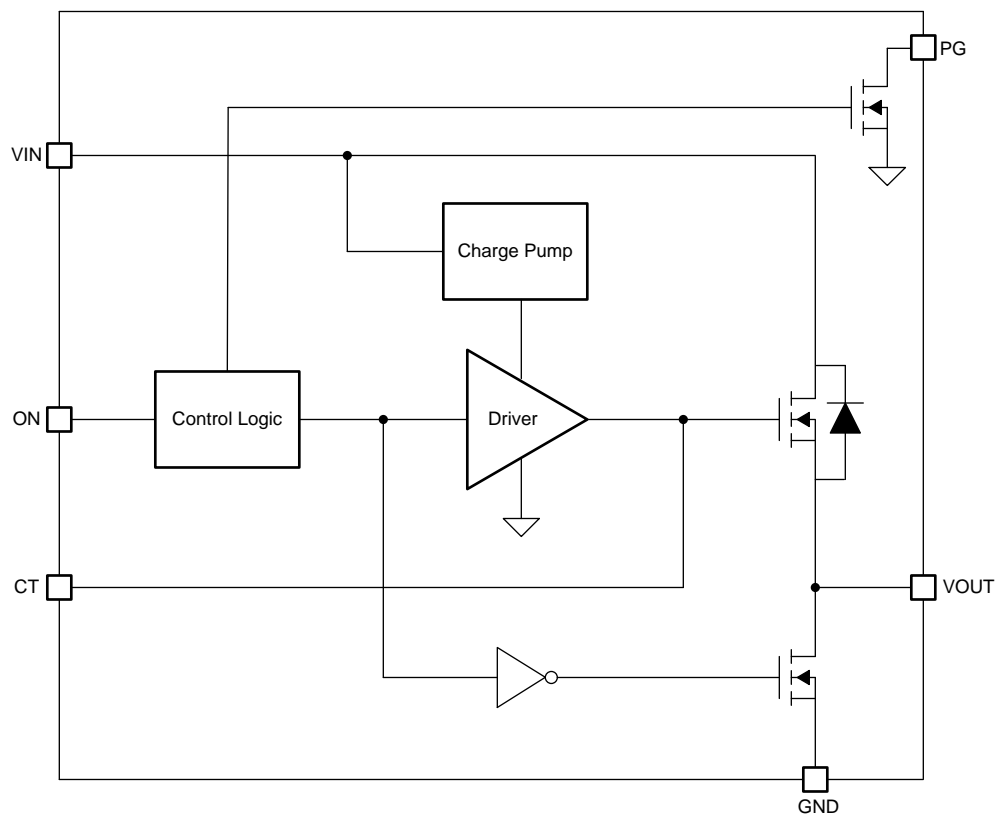 PG
VIN
Charge Pump
ON
Control Logic
Driver
CT
VOUT
GND